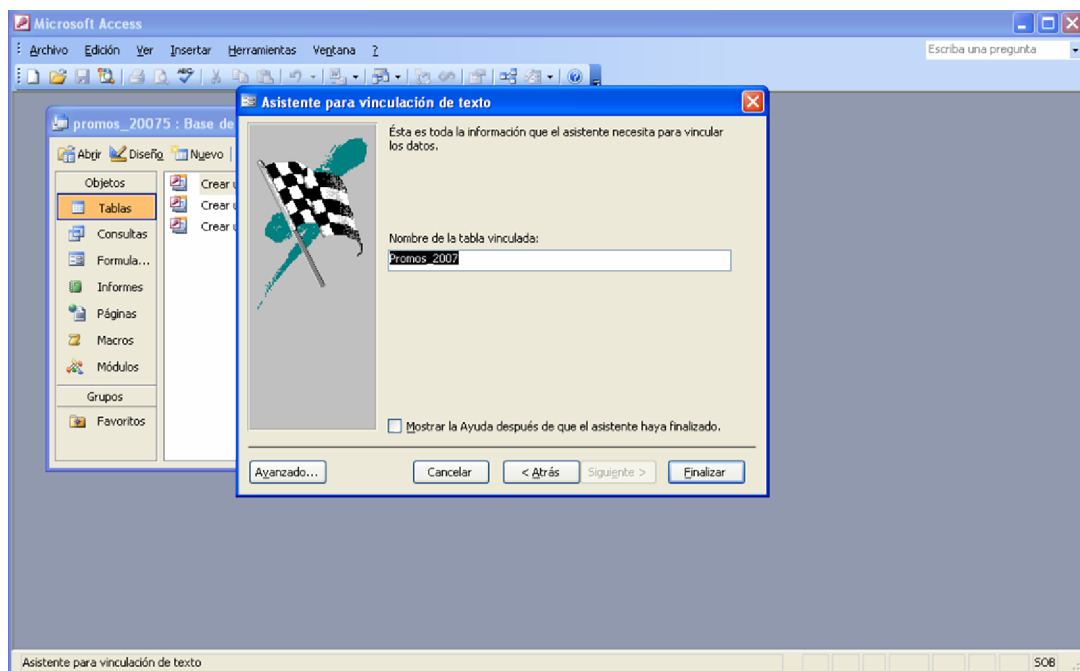 Microsoft Access
Archivo Edición Ver Insertar Herramientas Ventana ?
Escriba una pregunta
promos_20075 : Base de
Abrir Diseño Nuevo
Objetos
Tablas
Consultas
Formula...
Informes
Páginas
Macros
Módulos
Grupos
Favoritos
Crear
Crear
Crear
Asistente para vinculación de texto
Ésta es toda la información que el asistente necesita para vincular
los datos.
Nombre de la tabla vinculada:
Promos_2007
Mostrar la Ayuda después de que el asistente haya finalizado.
Avanzado... Cancelar < Atrás Siguiente > Finalizar
Asistente para vinculación de texto
SOB